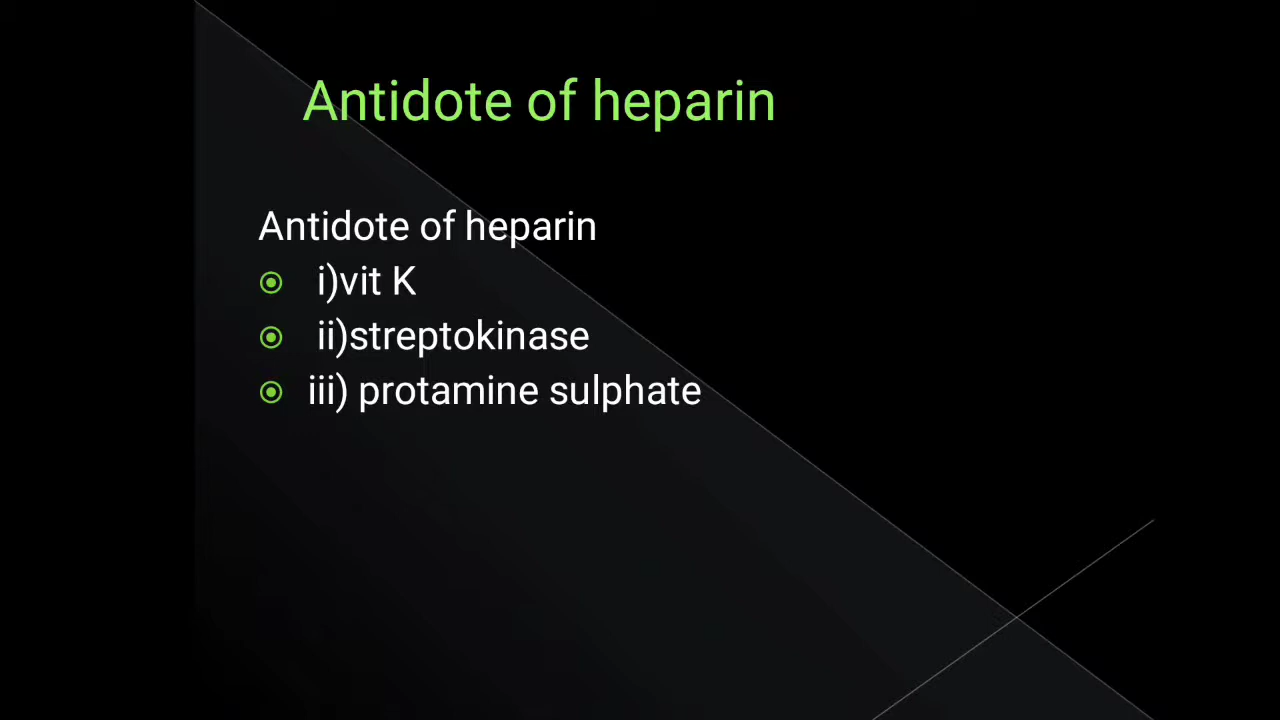 Antidote of heparin
Antidote of heparin
i)vit K
ii)streptokinase
iii) protamine sulphate